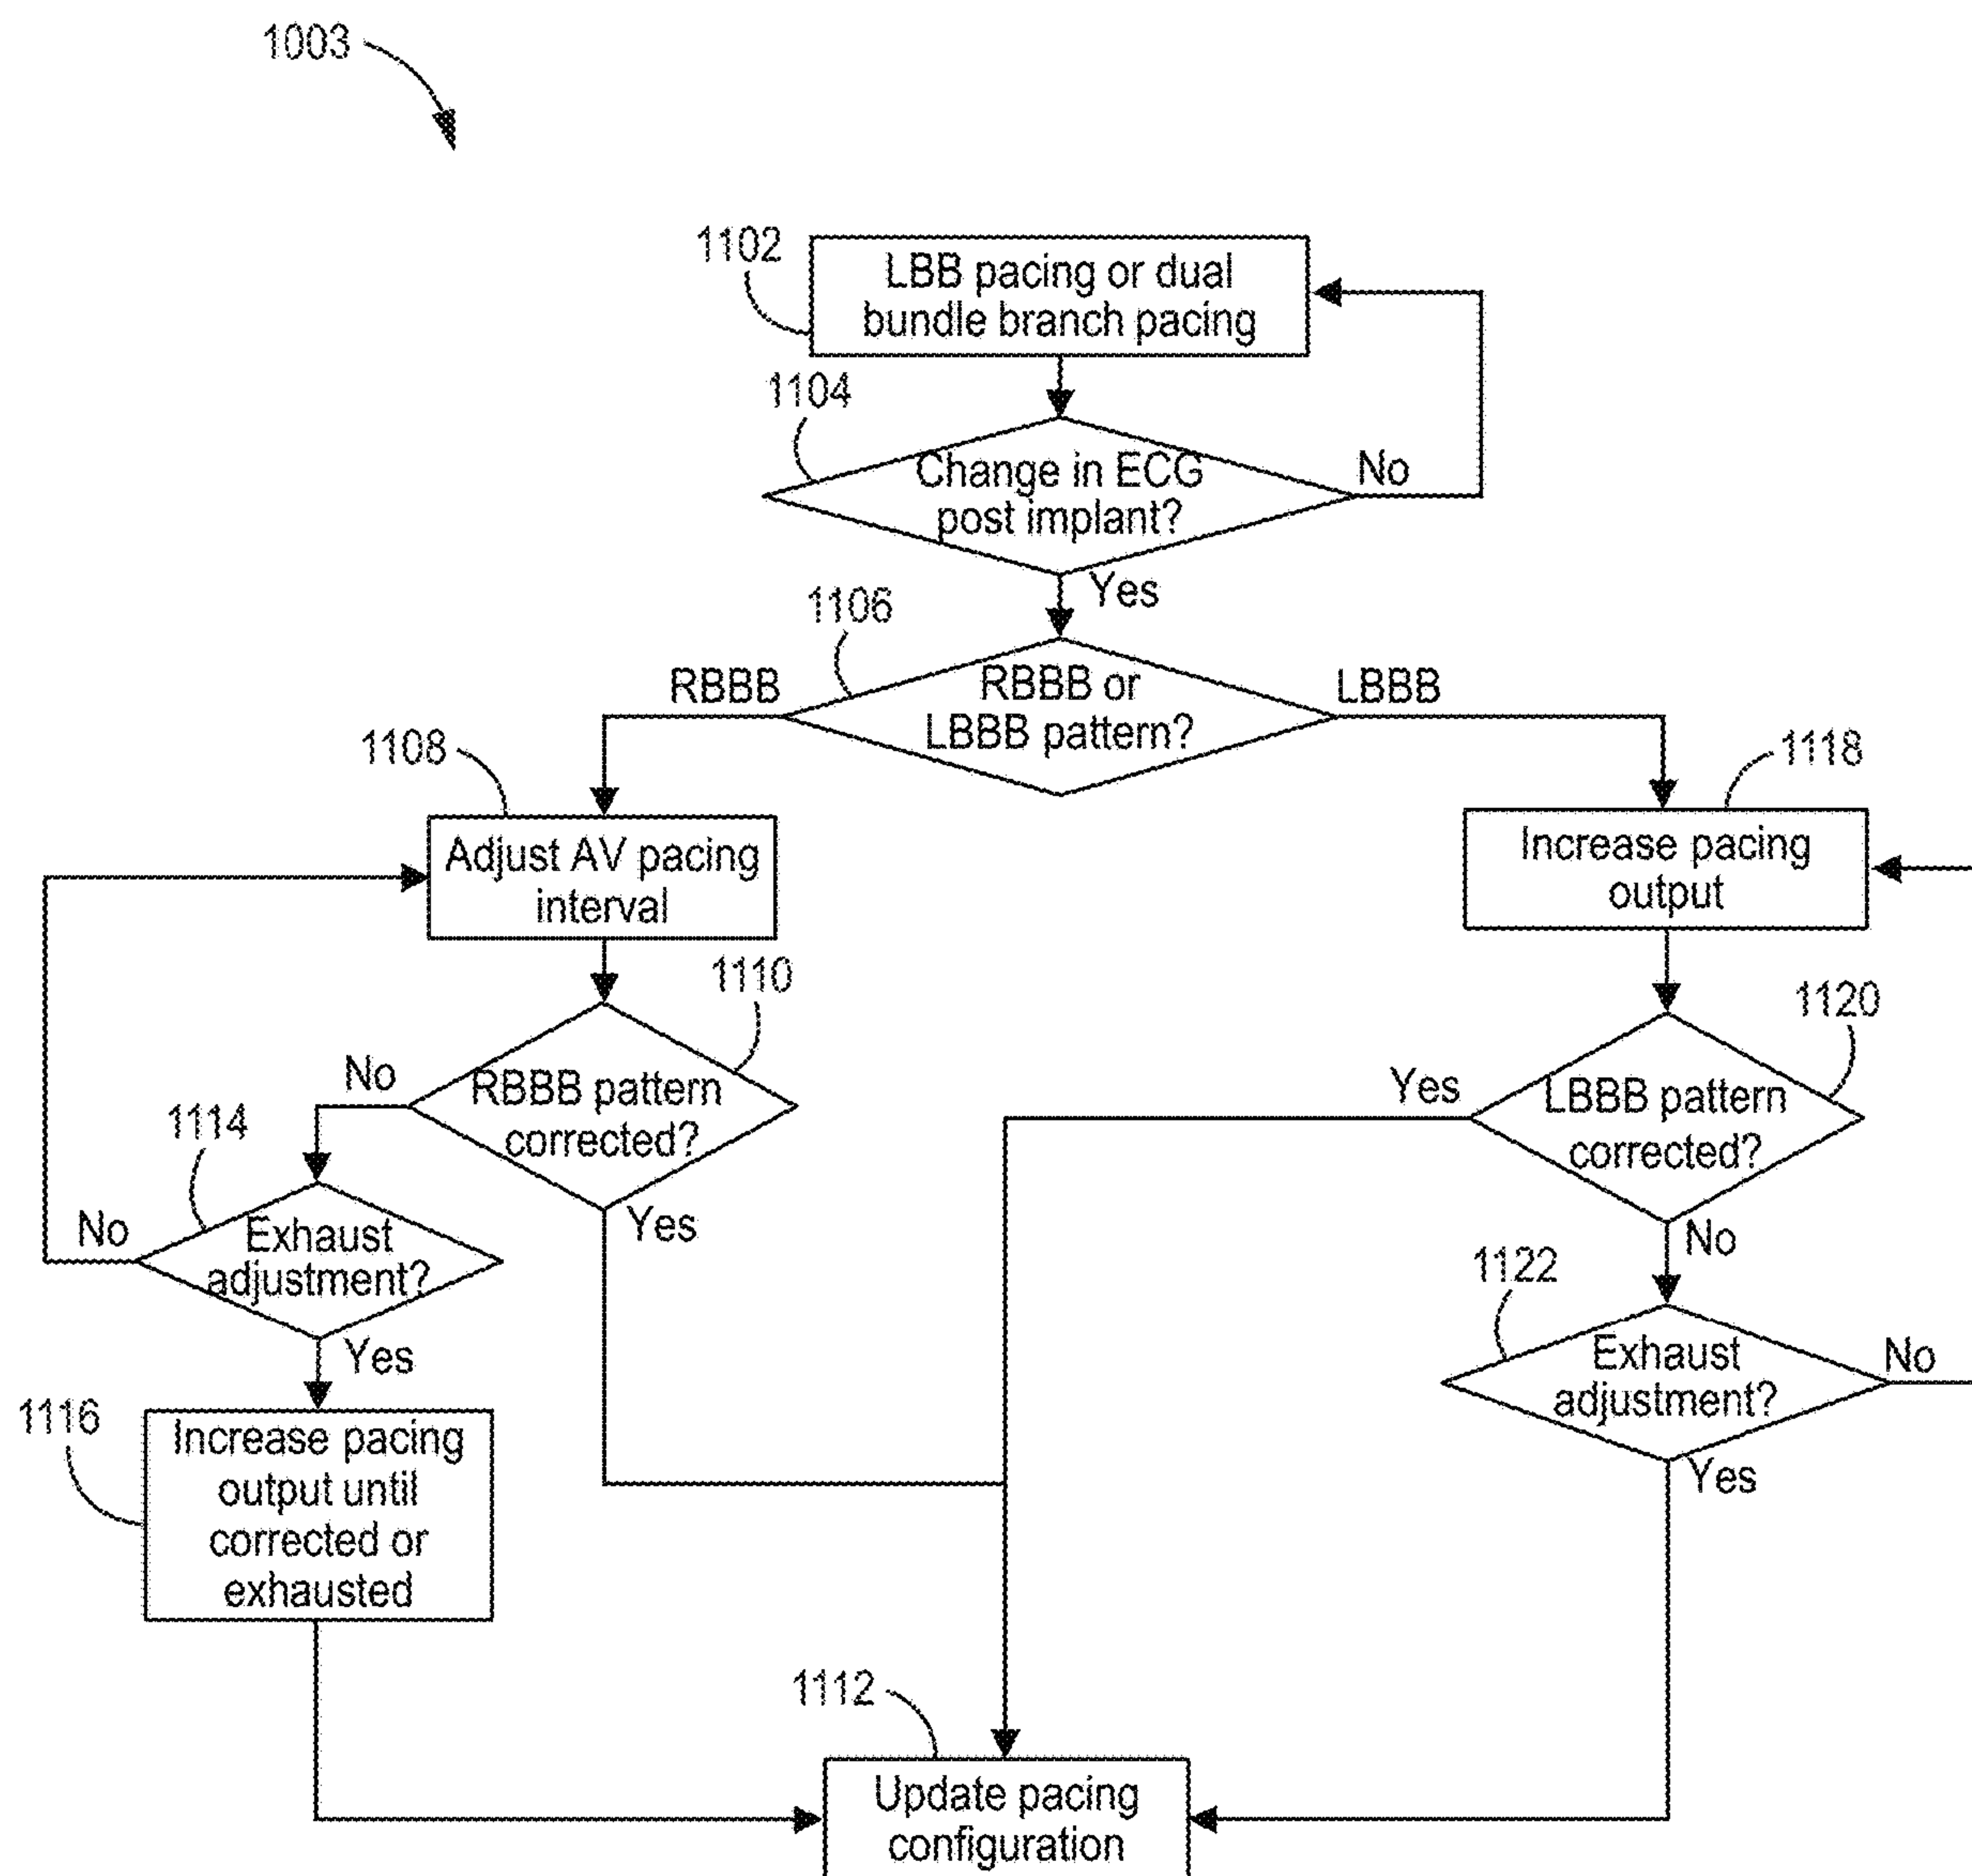 1003
1102
LBB pacing or dual
bundle branch pacing
1104
Change in ECG
post implant?
No
Yes
1106
RBBB
RBBB or
LBBB pattern?
LBBB
1108
Adjust AV pacing
interval
1118
Increase pacing
output
1110
RBBB pattern
corrected?
No
Yes
1120
LBBB pattern
corrected?
Yes
No
1114
Exhaust
adjustment?
No
Yes
1122
Exhaust
adjustment?
No
Yes
1116
Increase pacing
output until
corrected or
exhausted
1112
Update pacing
configuration